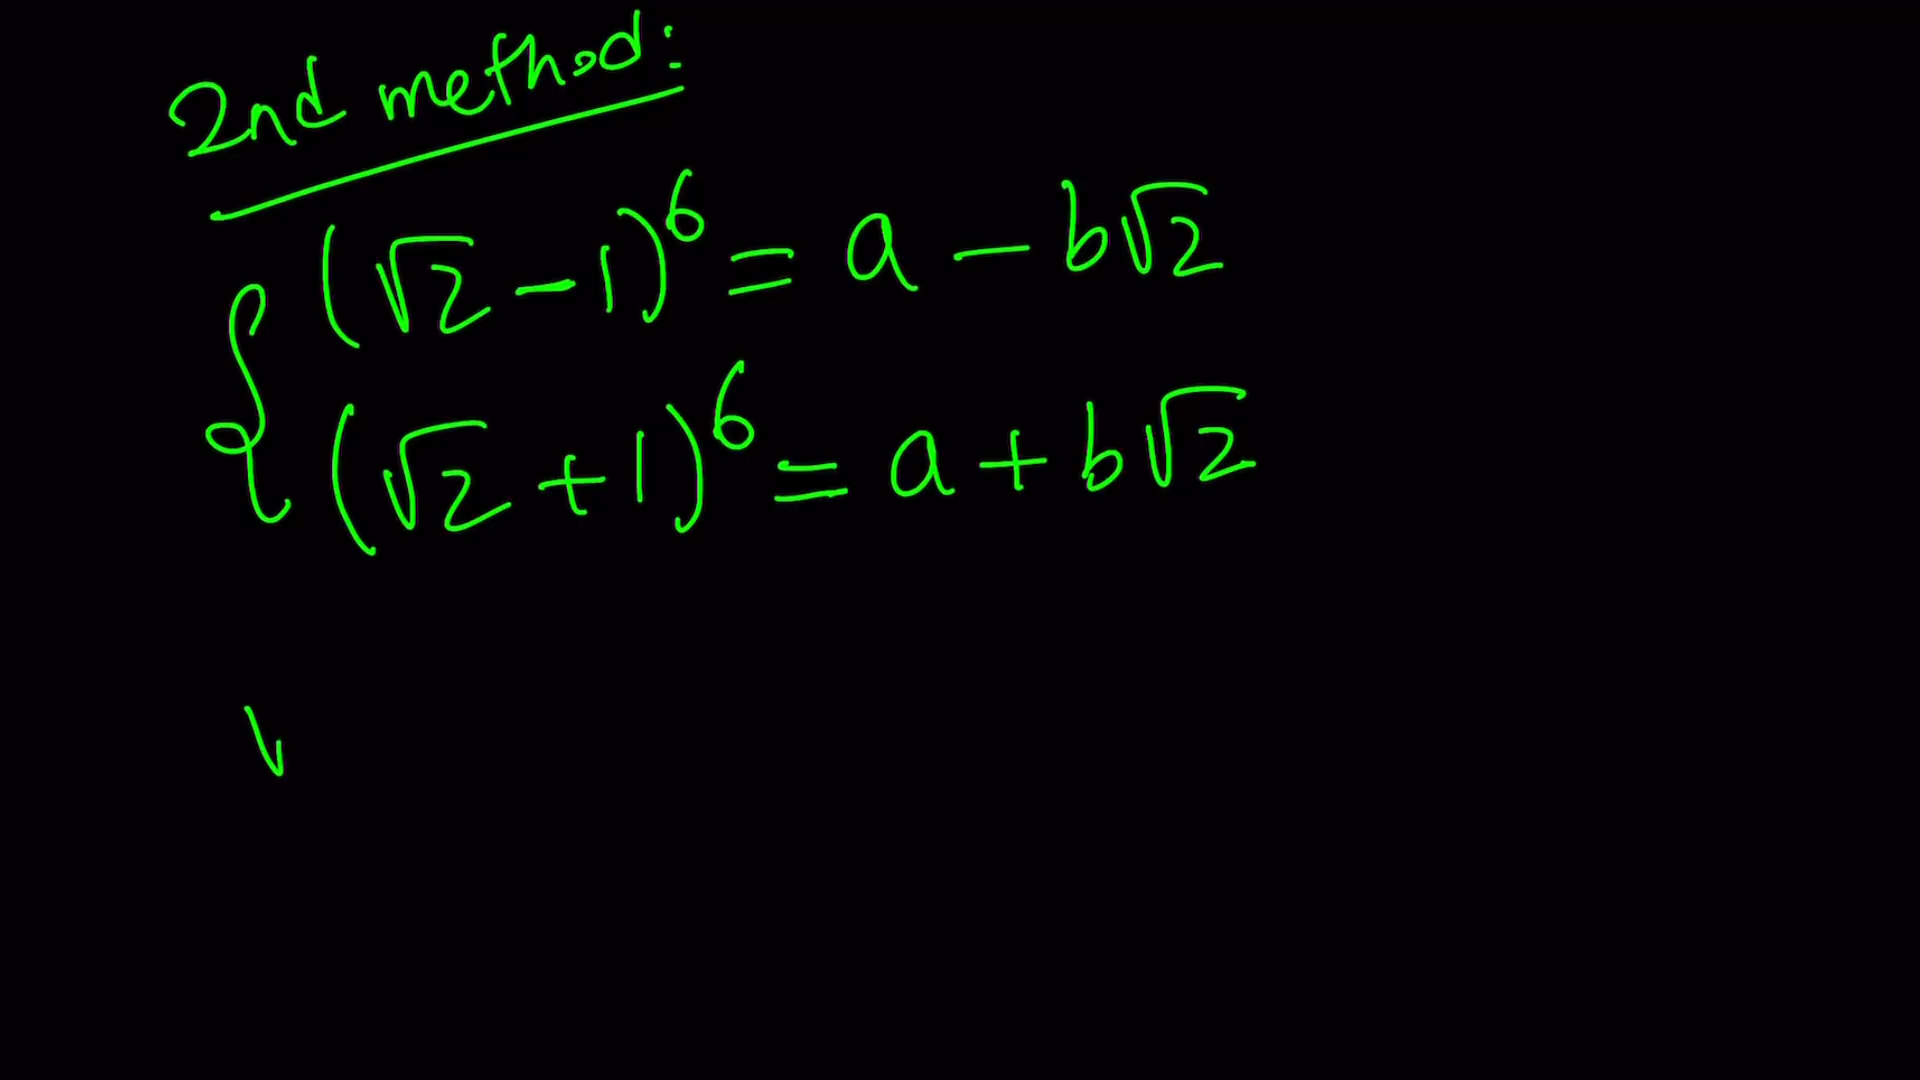 2nd method:
(√2 - 1)⁶ = a - b√2
(√2 + 1)⁶ = a + b√2